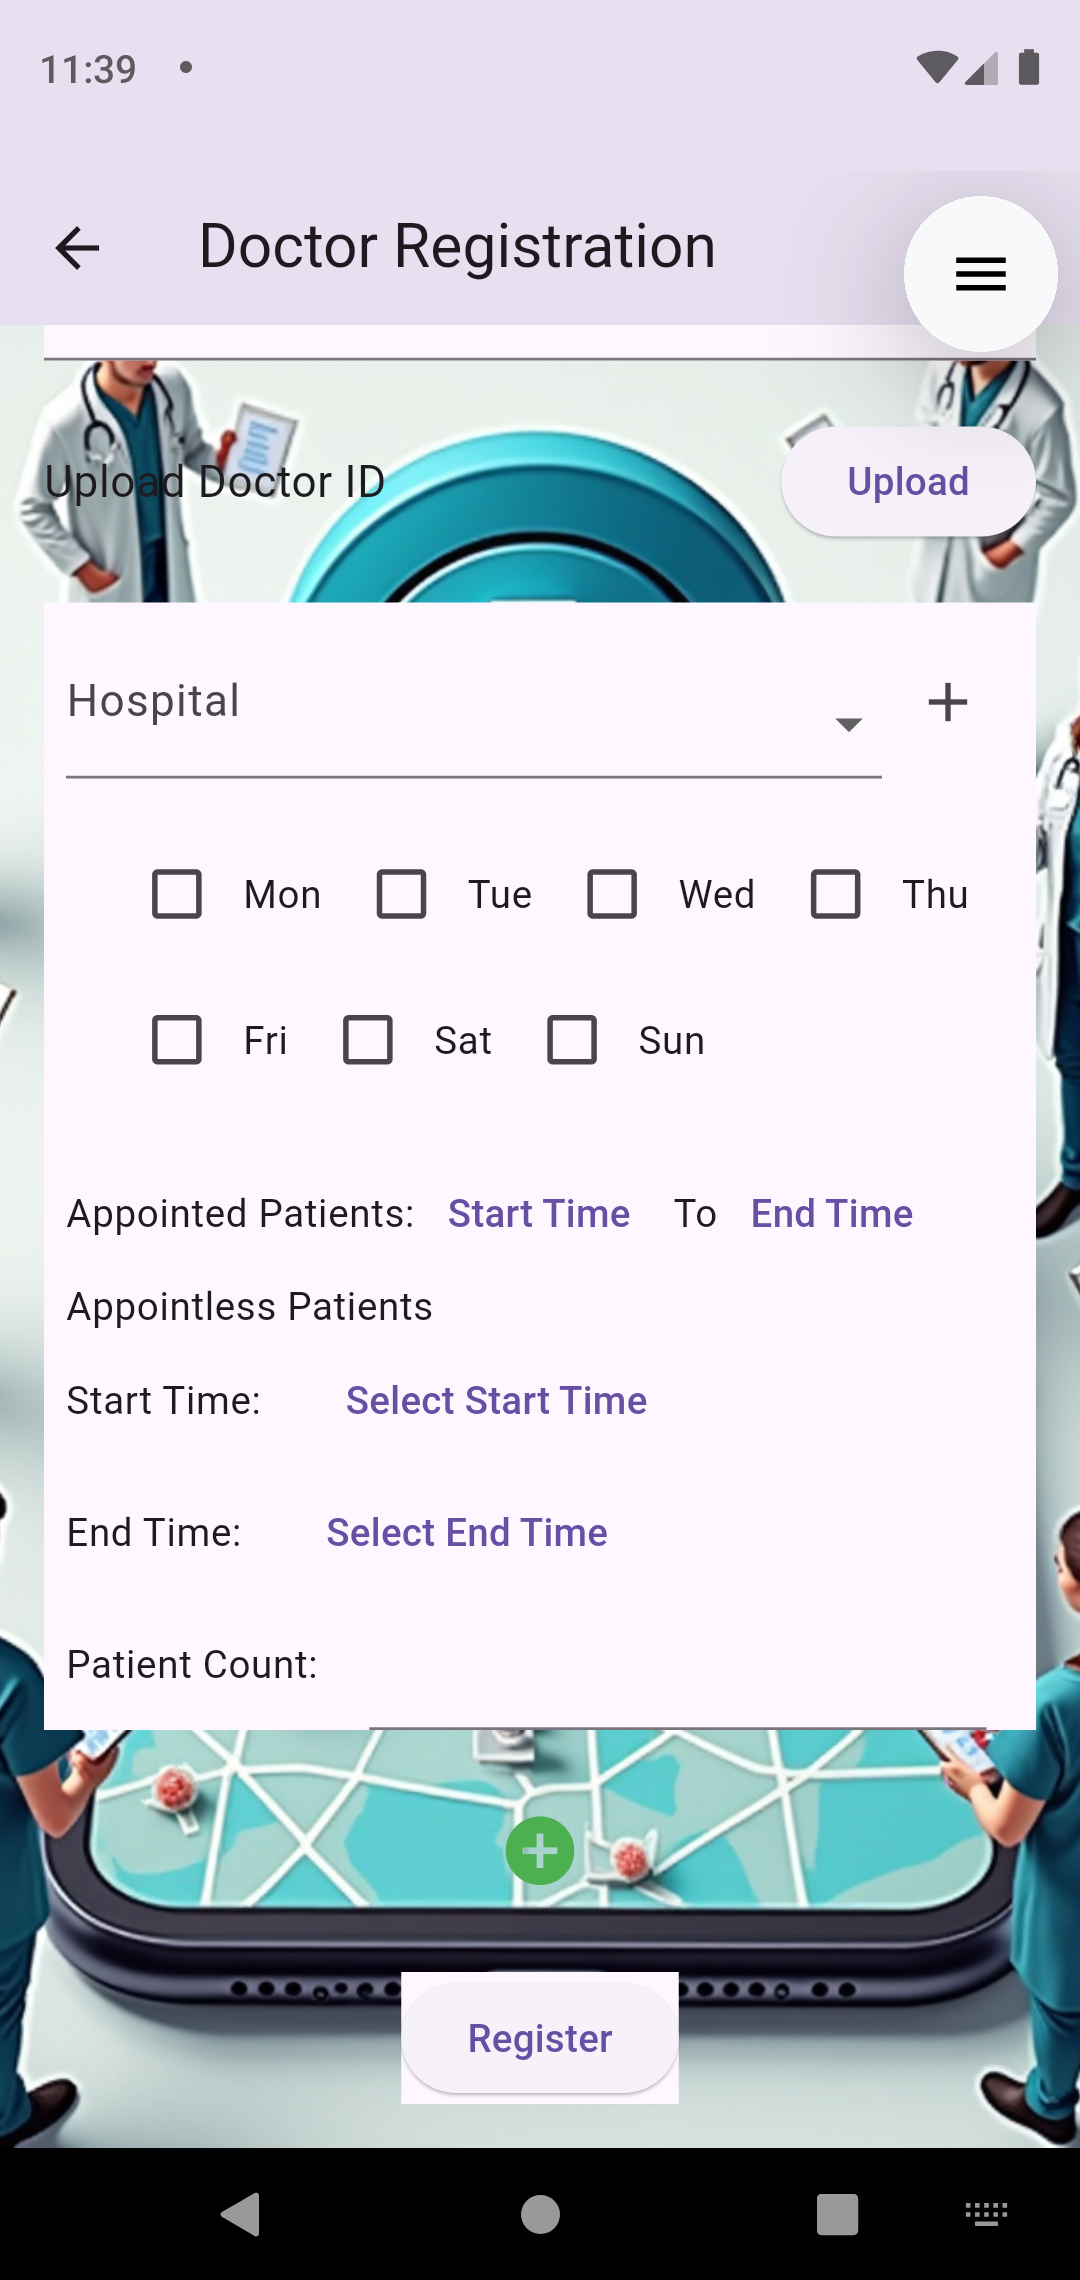 11:39
Doctor Registration
Upload Doctor ID Upload
Hospital
Mon Tue Wed Thu
Fri Sat Sun
Appointed Patients: Start Time To End Time
Appointless Patients
Start Time: Select Start Time
End Time: Select End Time
Patient Count:
Register